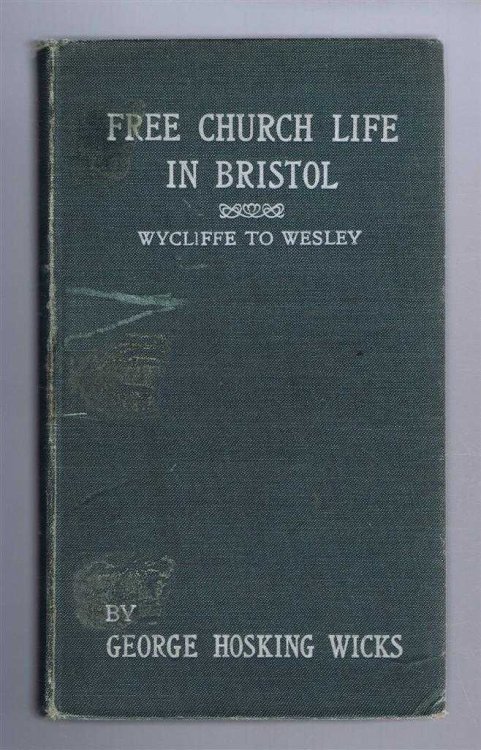 FREE CHURCH LIFE
IN BRISTOL
WYCLIFFE TO WESLEY
BY
GEORGE HOSKING WICKS